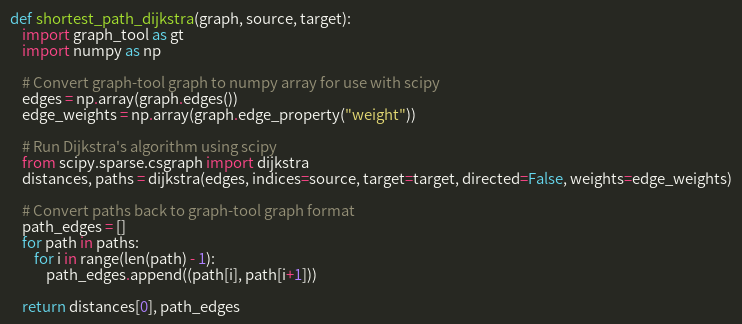 def shortest_path_dijkstra(graph, source, target):
    import graph_tool as gt
    import numpy as np

    # Convert graph-tool graph to numpy array for use with scipy
    edges = np.array(graph.edges())
    edge_weights = np.array(graph.edge_property("weight"))

    # Run Dijkstra's algorithm using scipy
    from scipy.sparse.csgraph import dijkstra
    distances, paths = dijkstra(edges, indices=source, target=target, directed=False, weights=edge_weights)

    # Convert paths back to graph-tool graph format
    path_edges = []
    for path in paths:
        for i in range(len(path) - 1):
            path_edges.append((path[i], path[i+1]))

    return distances[0], path_edges